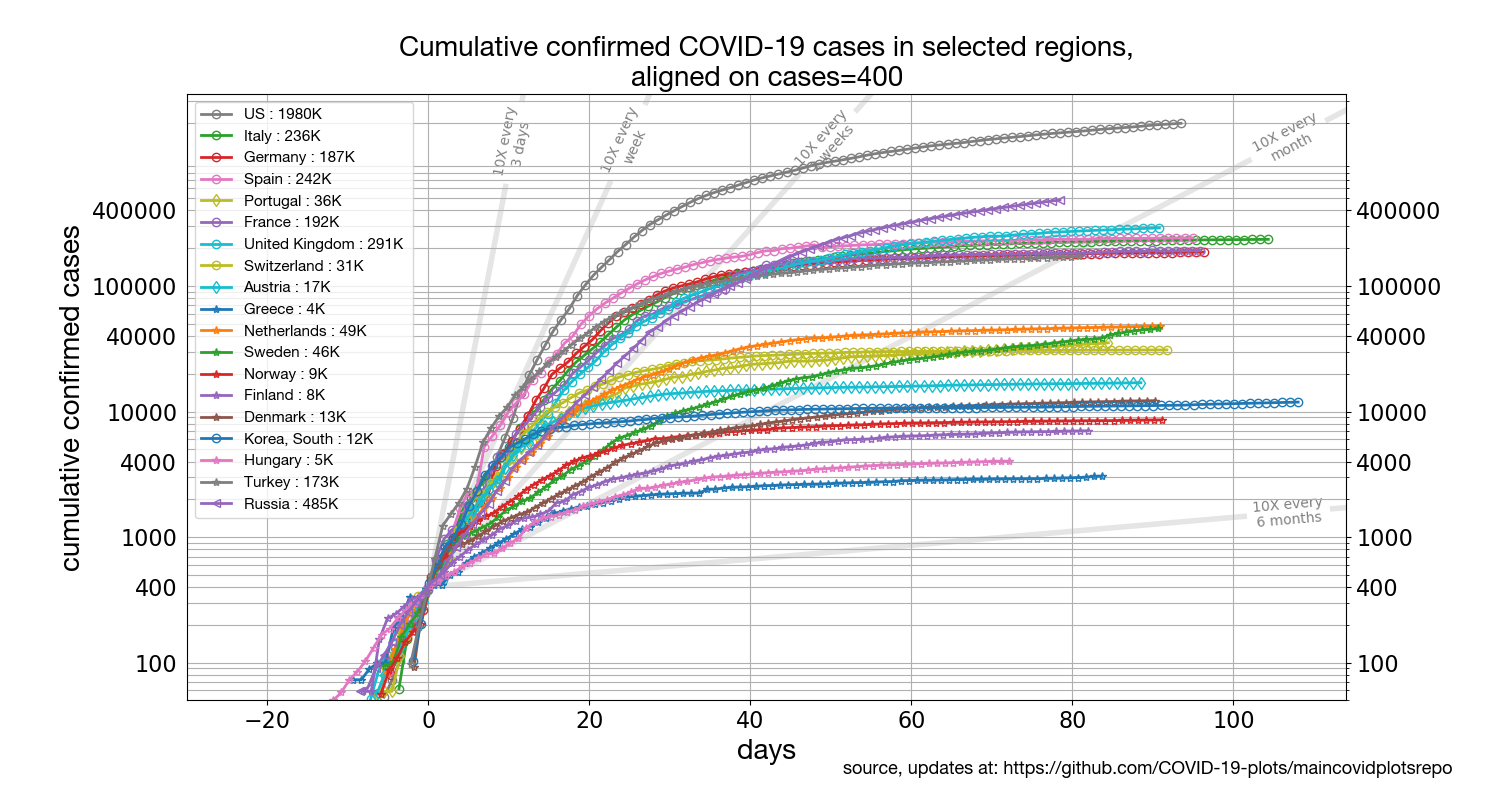 Cumulative confirmed COVID-19 cases in selected regions,
aligned on cases=400
US : 1980K
Italy : 236K
Germany : 187K
Spain : 242K
Portugal : 36K
France : 192K
United Kingdom : 291K
Switzerland : 31K
Austria : 17K
Greece : 4K
Netherlands : 49K
Sweden : 46K
Norway : 9K
Finland : 8K
Denmark : 13K
Korea, South : 12K
Hungary : 5K
Turkey : 173K
Russia : 485K
10X every
3 days
10X every
week
10X every
weeks
10X every
month
10X every
6 months
cumulative confirmed cases
400000
100000
40000
10000
4000
1000
400
100
400000
100000
40000
10000
4000
1000
400
100
−20
0
20
40
60
80
100
days
source, updates at: https://github.com/COVID-19-plots/maincovidplotsrepo